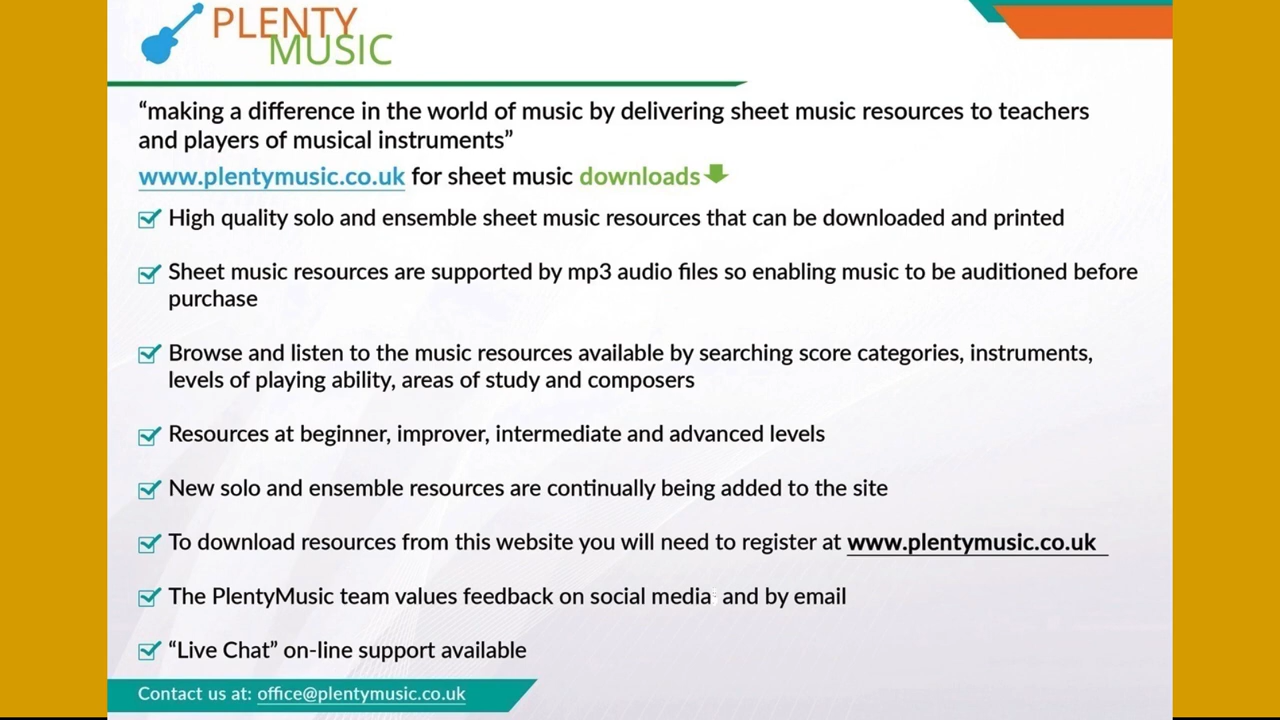 PLENTY
MUSIC
“making a difference in the world of music by delivering sheet music resources to teachers
and players of musical instruments”
www.plentymusic.co.uk for sheet music downloads
High quality solo and ensemble sheet music resources that can be downloaded and printed
Sheet music resources are supported by mp3 audio files so enabling music to be auditioned before
purchase
Browse and listen to the music resources available by searching score categories, instruments,
levels of playing ability, areas of study and composers
Resources at beginner, improver, intermediate and advanced levels
New solo and ensemble resources are continually being added to the site
To download resources from this website you will need to register at www.plentymusic.co.uk
The PlentyMusic team values feedback on social media and by email
“Live Chat” on-line support available
Contact us at: office@plentymusic.co.uk